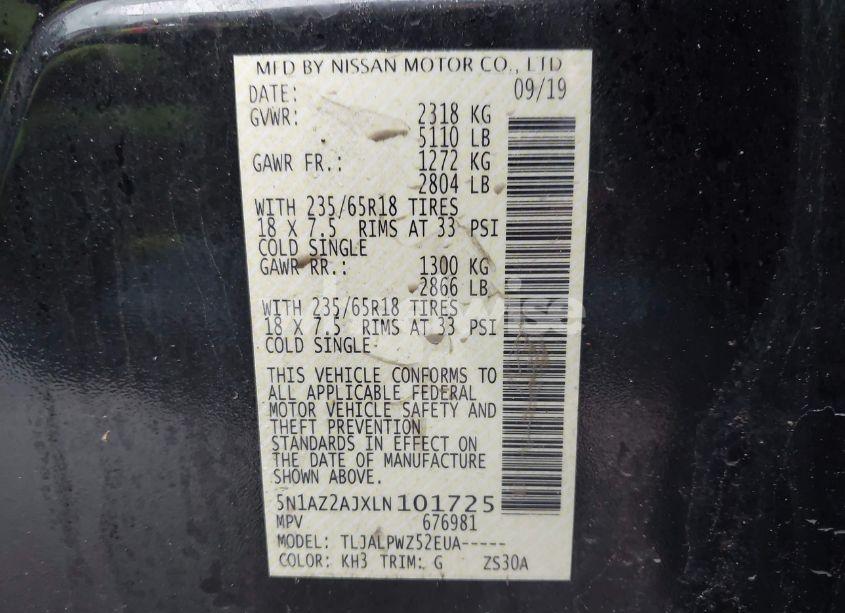 MFD BY NISSAN MOTOR CO., LTD
DATE: 09/19
GVWR: 2318 KG
5110 LB
GAWR FR.: 1272 KG
2804 LB
WITH 235/65R18 TIRES
18 X 7.5 RIMS AT 33 PSI
COLD SINGLE
GAWR RR.: 1300 KG
2866 LB
WITH 235/65R18 TIRES
18 X 7.5 RIMS AT 33 PSI
COLD SINGLE
THIS VEHICLE CONFORMS TO
ALL APPLICABLE FEDERAL
MOTOR VEHICLE SAFETY AND
THEFT PREVENTION
STANDARDS IN EFFECT ON
THE DATE OF MANUFACTURE
SHOWN ABOVE.
5N1AZ2AJXLN101725
MPV 676981
MODEL: TLJALPWZ52EUA-----
COLOR: KH3 TRIM: G ZS30A